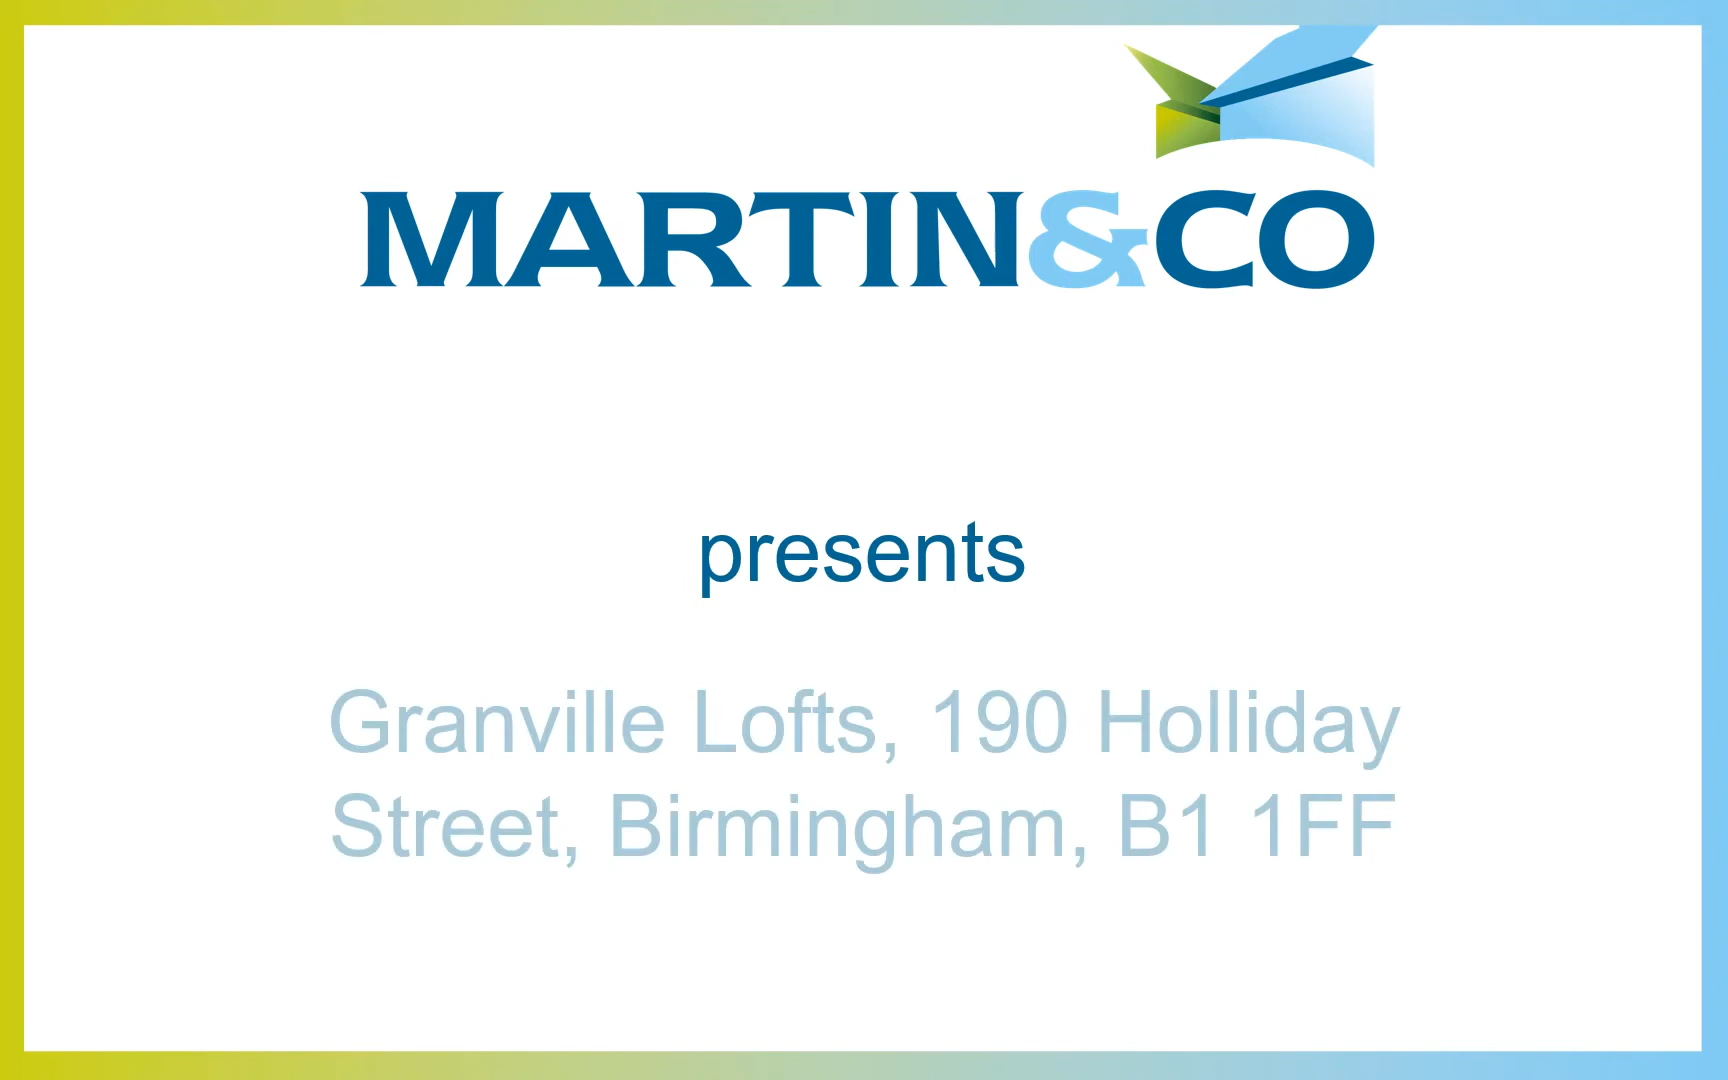 MARTIN&CO
presents
Granville Lofts, 190 Holliday
Street, Birmingham, B1 1FF